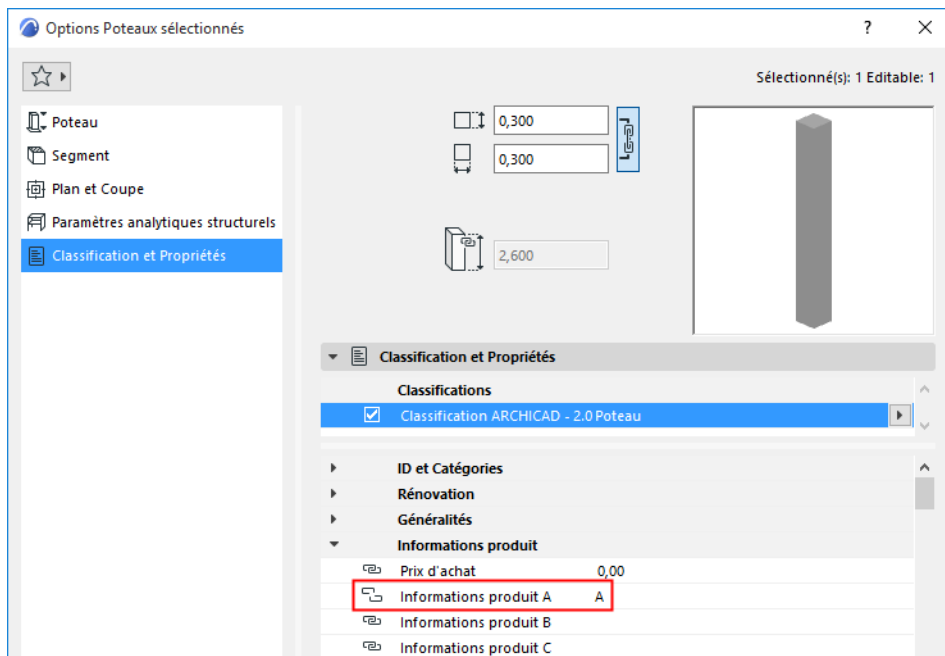 Options Poteaux sélectionnés
?
Sélectionné(s): 1 Editable: 1
Poteau
Segment
Plan et Coupe
Paramètres analytiques structurels
Classification et Propriétés
0,300
0,300
2,600
Classification et Propriétés
Classifications
Classification ARCHICAD - 2.0 Poteau
ID et Catégories
Rénovation
Généralités
Informations produit
Prix d'achat 0,00
Informations produit A A
Informations produit B
Informations produit C